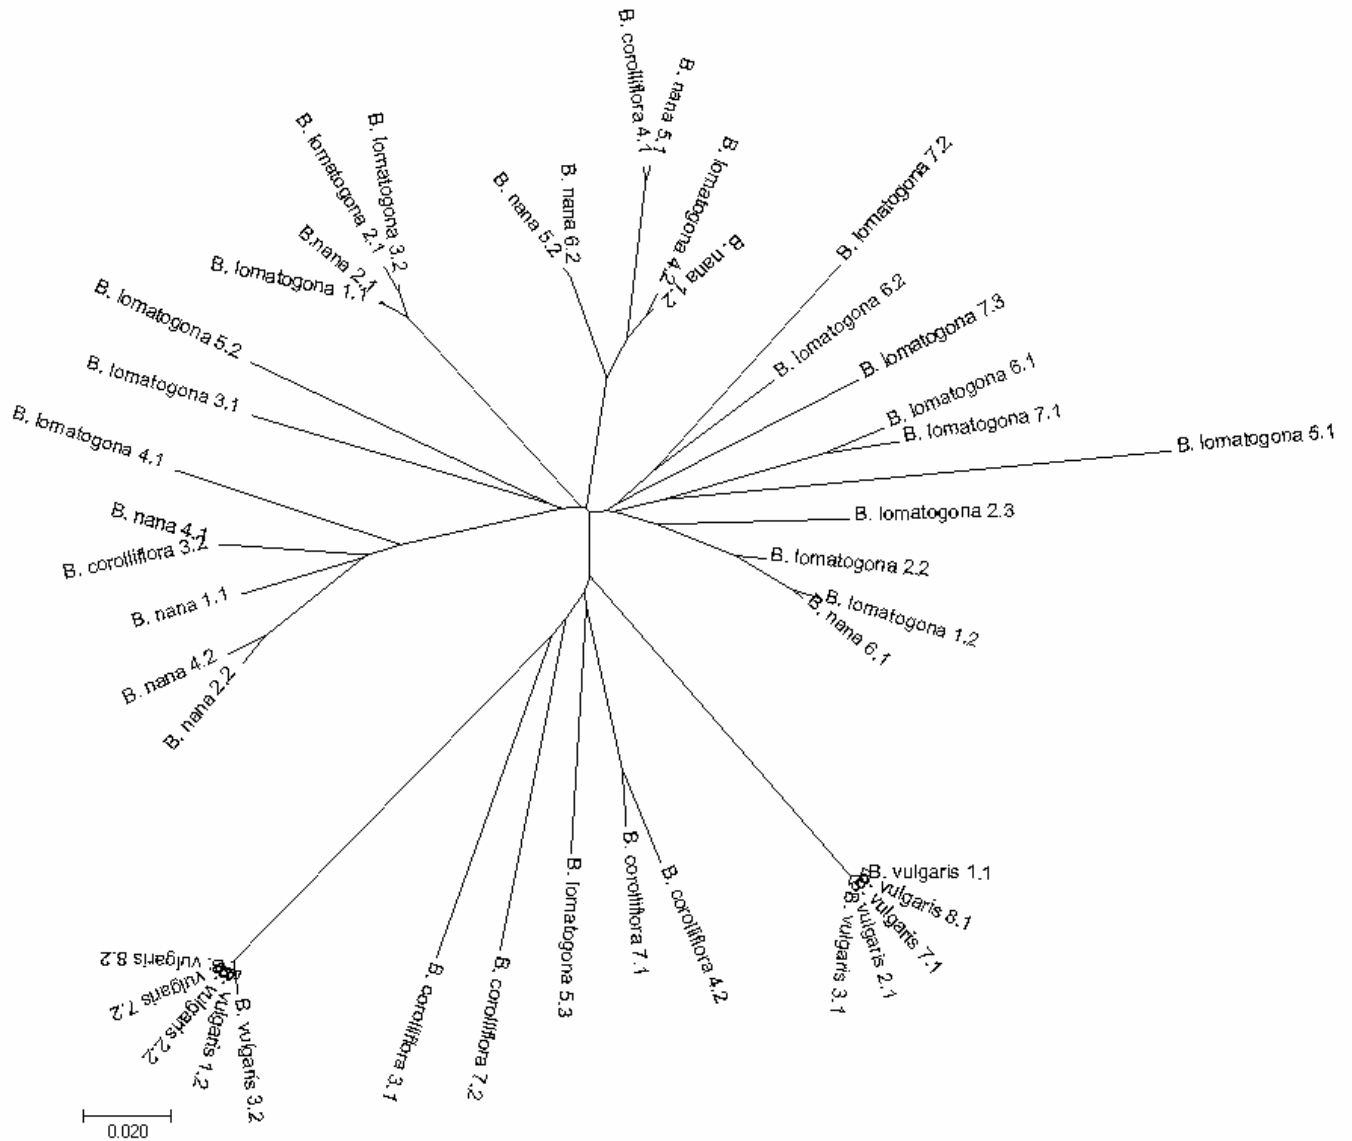 B. corolliflora 4.1
B. nana 5.1
B. lomatogona 4.2
B. nana 1.2
B. lomatogona 7.2
B. lomatogona 6.2
B. lomatogona 7.3
B. lomatogona 6.1
B. lomatogona 7.1
B. lomatogona 5.1
B. lomatogona 2.3
B. lomatogona 2.2
B. lomatogona 1.2
B. nana 6.1
B. vulgaris 1.1
B. vulgaris 8.1
B. vulgaris 7.1
B. vulgaris 2.1
B. vulgaris 3.1
B. corolliflora 4.2
B. corolliflora 7.1
B. lomatogona 5.3
B. corolliflora 7.2
B. corolliflora 3.1
B. vulgaris 3.2
B. vulgaris 1.2
B. vulgaris 2.2
B. vulgaris 7.2
B. vulgaris 8.2
B. nana 2.2
B. nana 4.2
B. nana 1.1
B. corolliflora 3.2
B. nana 4.1
B. lomatogona 4.1
B. lomatogona 3.1
B. lomatogona 5.2
B. lomatogona 1.1
B.nana 2.1
B. lomatogona 2.1
B. lomatogona 3.2
B. nana 5.2
B. nana 6.2
0.020